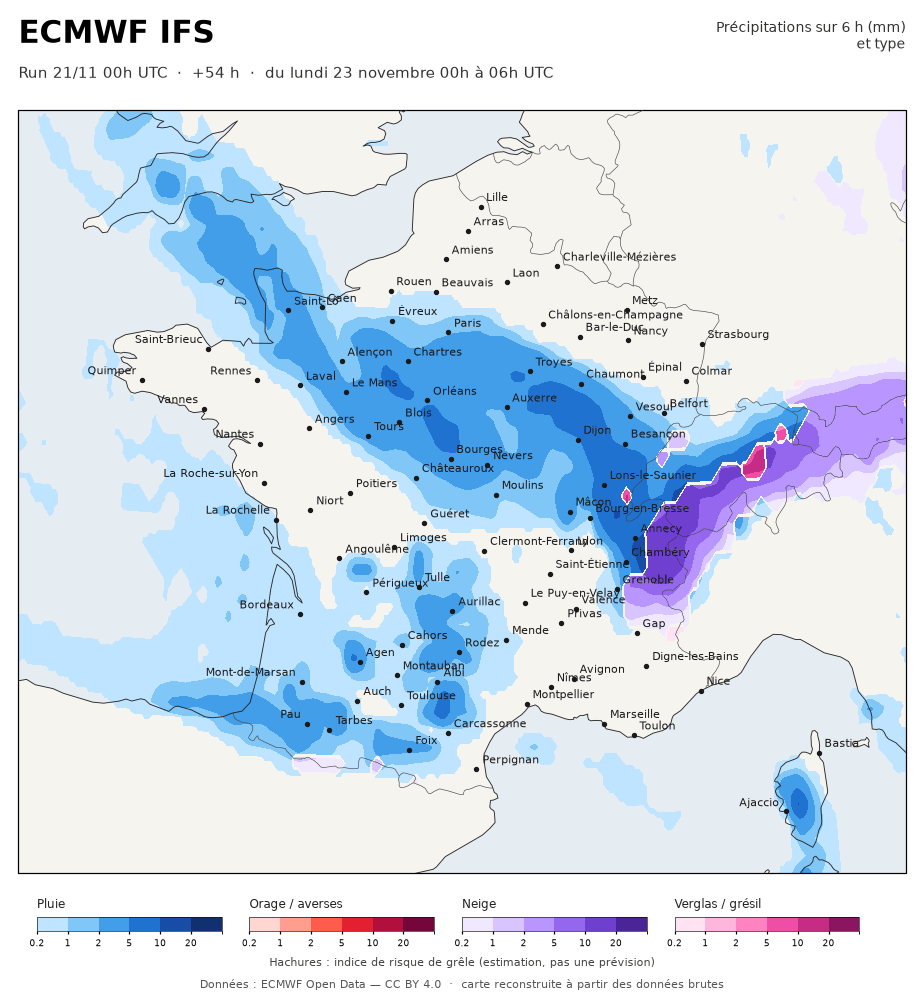 ECMWF IFS
Précipitations sur 6 h (mm)
et type
Run 21/11 00h UTC · +54 h · du lundi 23 novembre 00h à 06h UTC
Lille
Arras
Amiens
Charleville-Mézières
Laon
Rouen
Beauvais
Saint-Lô
Caen
Metz
Évreux
Châlons-en-Champagne
Paris
Bar-le-Duc
Nancy
Strasbourg
Saint-Brieuc
Alençon
Chartres
Quimper
Rennes
Laval
Le Mans
Troyes
Chaumont
Épinal
Colmar
Vannes
Orléans
Auxerre
Vesoul
Belfort
Angers
Blois
Tours
Nantes
Dijon
Besançon
Bourges
Nevers
La Roche-sur-Yon
Châteauroux
Lons-le-Saunier
Poitiers
Moulins
Niort
Mâcon
La Rochelle
Guéret
Bourg-en-Bresse
Annecy
Angoulême
Limoges
Clermont-Ferrand
Lyon
Chambéry
Saint-Étienne
Périgueux
Tulle
Grenoble
Le Puy-en-Velay
Valence
Bordeaux
Aurillac
Privas
Gap
Mende
Cahors
Rodez
Agen
Digne-les-Bains
Mont-de-Marsan
Montauban
Albi
Avignon
Nîmes
Nice
Auch
Toulouse
Montpellier
Pau
Tarbes
Marseille
Carcassonne
Toulon
Foix
Bastia
Perpignan
Ajaccio
Pluie
Orage / averses
Neige
Verglas / grésil
0.2 1 2 5 10 20
0.2 1 2 5 10 20
0.2 1 2 5 10 20
0.2 1 2 5 10 20
Hachures : indice de risque de grêle (estimation, pas une prévision)
Données : ECMWF Open Data — CC BY 4.0 · carte reconstruite à partir des données brutes